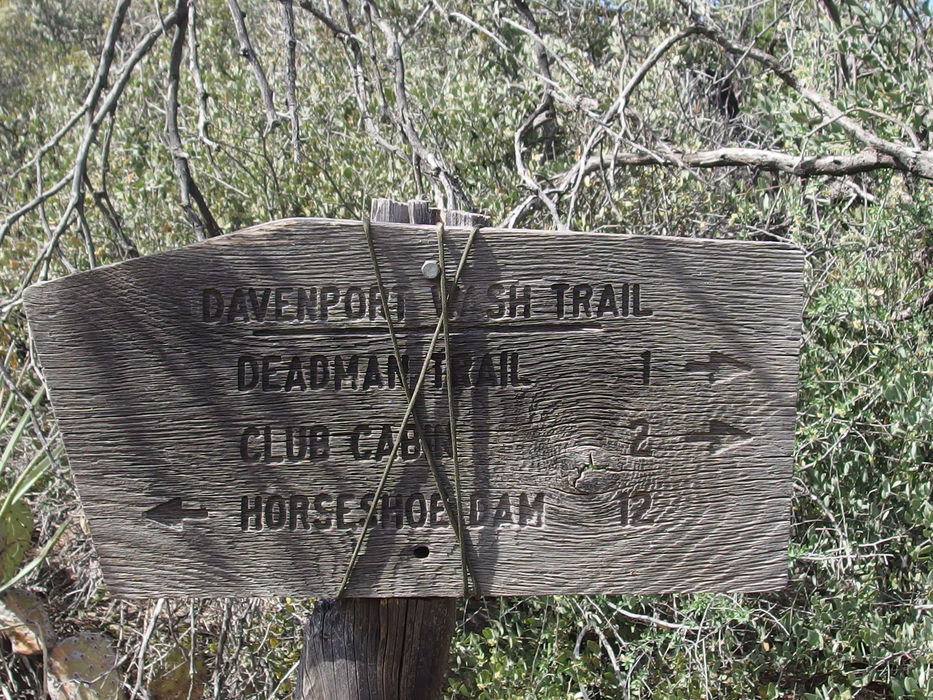 DAVENPORT WASH TRAIL
DEADMAN TRAIL 1
CLUB CABIN 2
HORSESHOE DAM 12